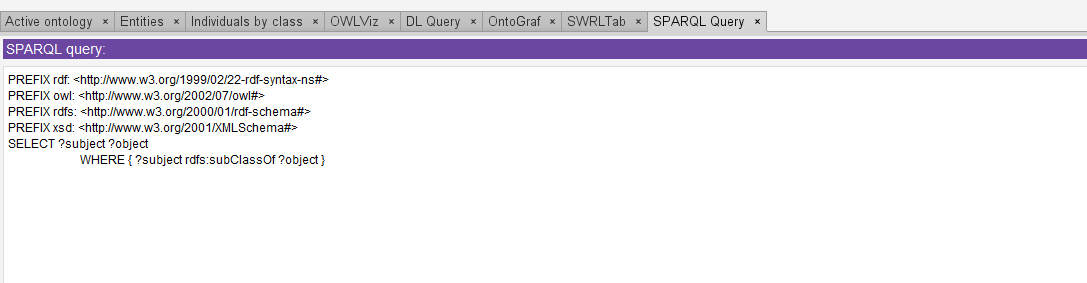 Active ontology × Entities × Individuals by class × OWLViz × DL Query × OntoGraf × SWRLTab × SPARQL Query ×
SPARQL query:
PREFIX rdf: <http://www.w3.org/1999/02/22-rdf-syntax-ns#>
PREFIX owl: <http://www.w3.org/2002/07/owl#>
PREFIX rdfs: <http://www.w3.org/2000/01/rdf-schema#>
PREFIX xsd: <http://www.w3.org/2001/XMLSchema#>
SELECT ?subject ?object
WHERE { ?subject rdfs:subClassOf ?object }